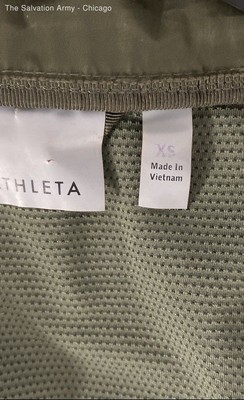 The Salvation Army - Chicago
THLETA
XS
Made In
Vietnam